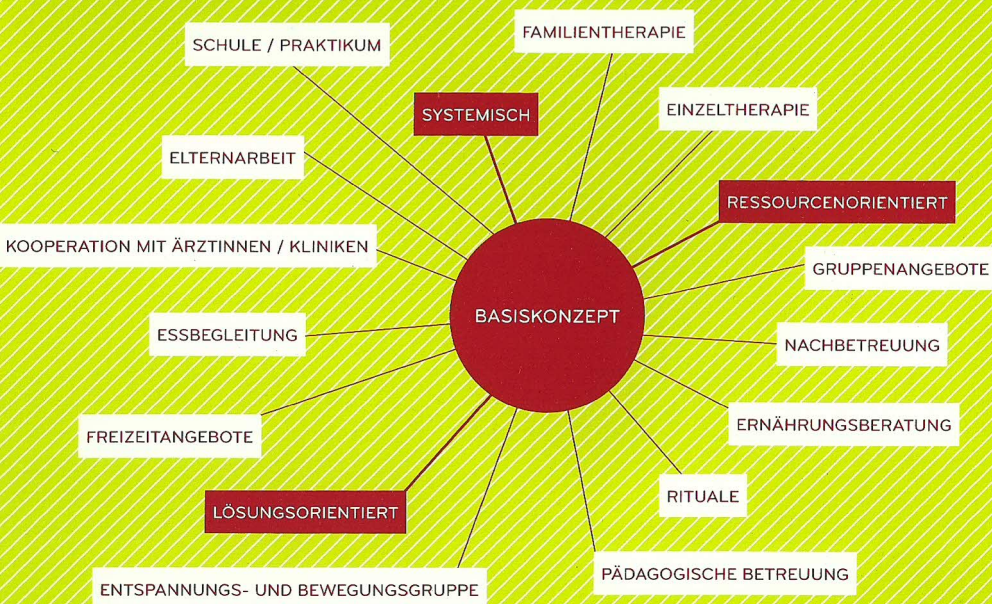 FAMILIENTHERAPIE
SCHULE / PRAKTIKUM
EINZELTHERAPIE
SYSTEMISCH
ELTERNARBEIT
RESSOURCENORIENTIERT
KOOPERATION MIT ÄRZTINNEN / KLINIKEN
GRUPPENANGEBOTE
BASISKONZEPT
ESSBEGLEITUNG
NACHBETREUUNG
ERNÄHRUNGSBERATUNG
FREIZEITANGEBOTE
RITUALE
LÖSUNGSORIENTIERT
PÄDAGOGISCHE BETREUUNG
ENTSPANNUNGS- UND BEWEGUNGSGRUPPE